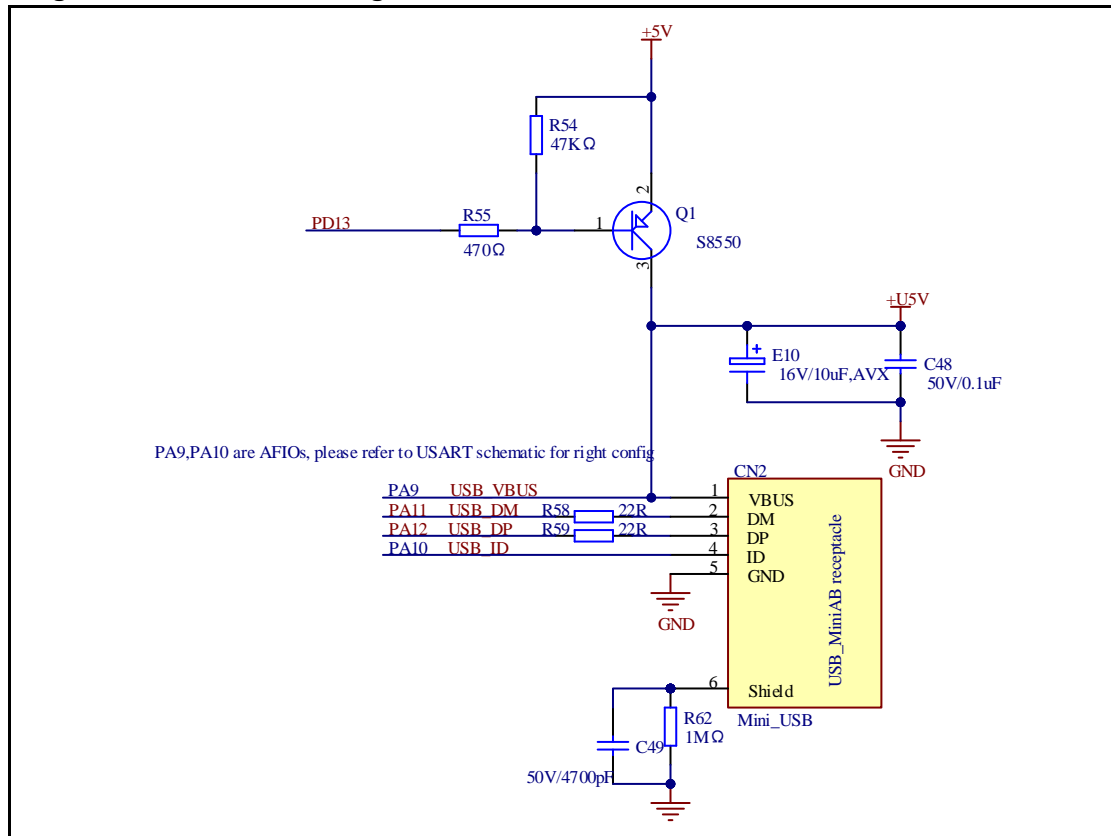 +5V
R54
47KΩ
2
Q1
PD13
R55
1
S8550
470Ω
3
+U5V
E10
16V/10uF,AVX
C48
50V/0.1uF
PA9,PA10 are AFIOs, please refer to USART schematic for right config
GND
CN2
PA9 USB_VBUS 1 VBUS
PA11 USB_DM R58 22R 2 DM
PA12 USB_DP R59 22R 3 DP
PA10 USB_ID 4 ID
5 GND
GND
USB_MiniAB receptacle
6 Shield
R62
Mini_USB
1MΩ
C49
50V/4700pF